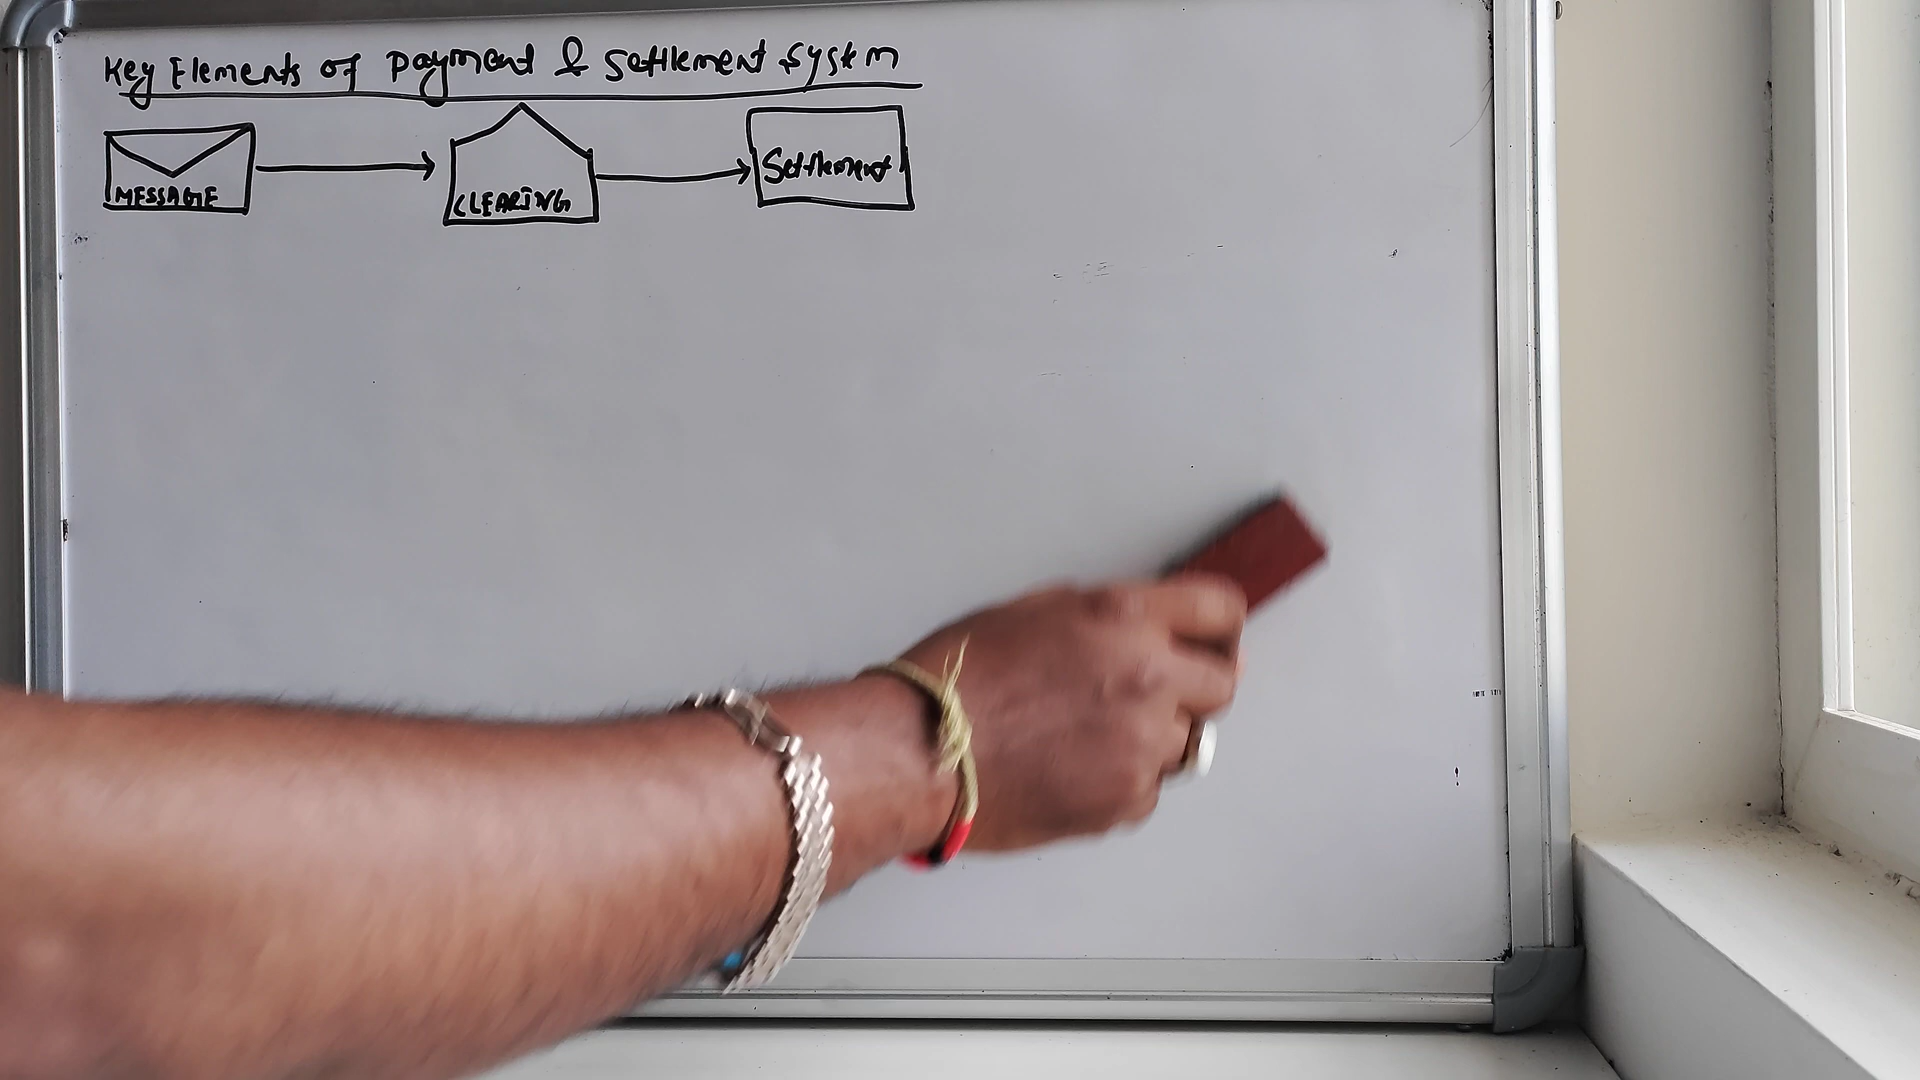 Key Elements of Payment & Settlement System
MESSAGE
CLEARING
Settlement